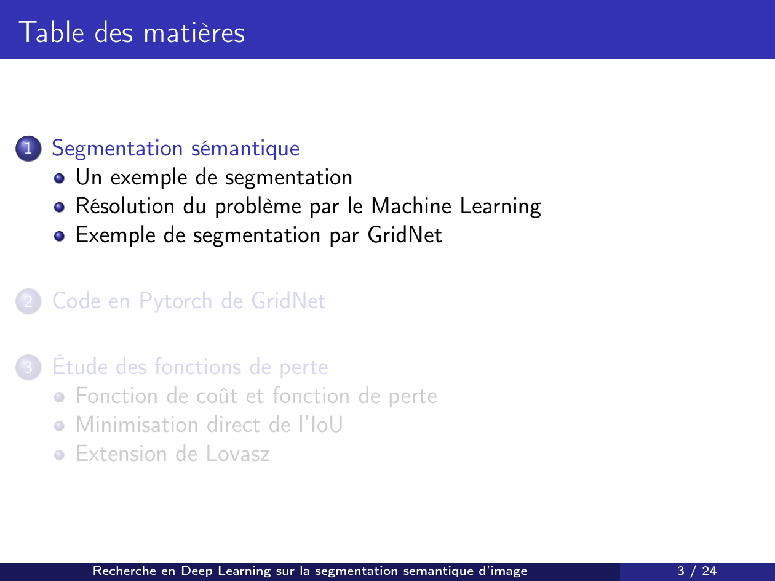 Table des matières
1 Segmentation sémantique
Un exemple de segmentation
Résolution du problème par le Machine Learning
Exemple de segmentation par GridNet
2 Code en Pytorch de GridNet
3 Étude des fonctions de perte
Fonction de coût et fonction de perte
Minimisation direct de l'IoU
Extension de Lovasz
Recherche en Deep Learning sur la segmentation semantique d'image 3 / 24